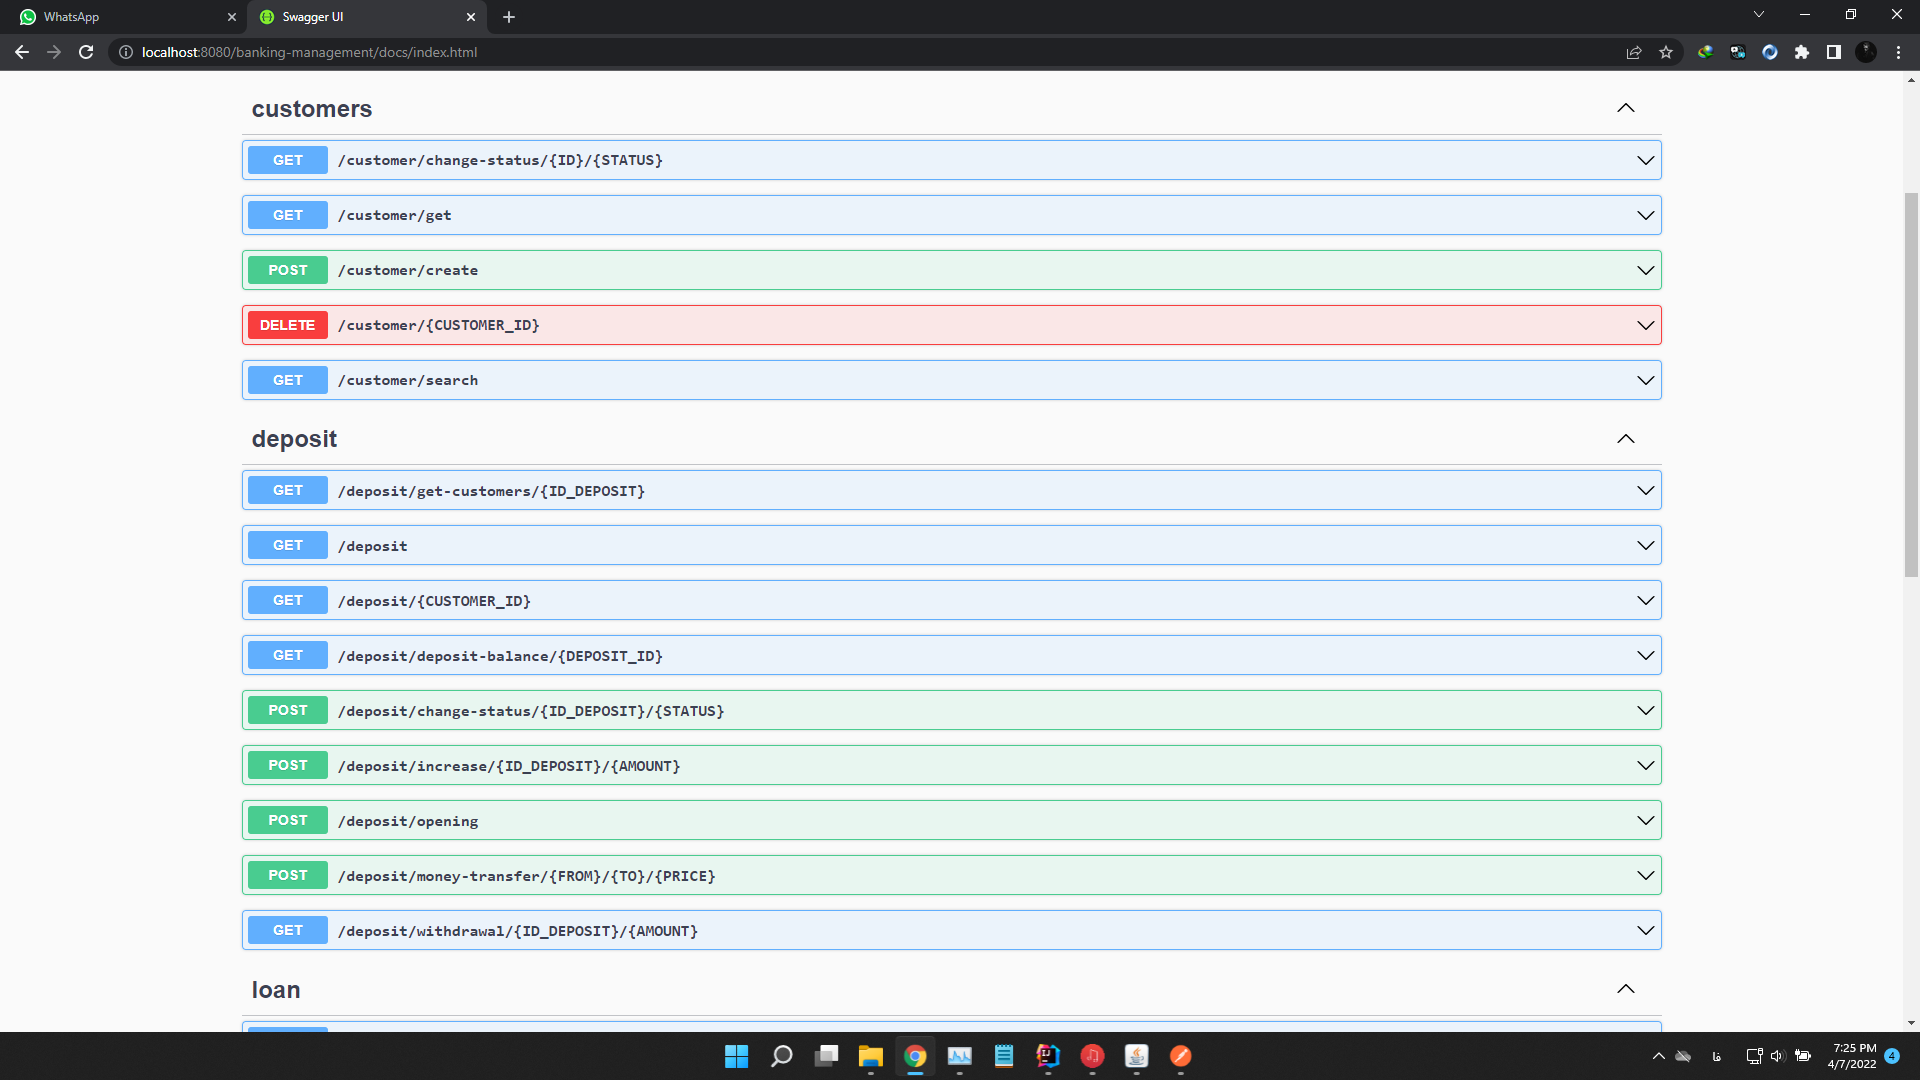 WhatsApp
Swagger UI
localhost:8080/banking-management/docs/index.html
customers
GET /customer/change-status/{ID}/{STATUS}
GET /customer/get
POST /customer/create
DELETE /customer/{CUSTOMER_ID}
GET /customer/search
deposit
GET /deposit/get-customers/{ID_DEPOSIT}
GET /deposit
GET /deposit/{CUSTOMER_ID}
GET /deposit/deposit-balance/{DEPOSIT_ID}
POST /deposit/change-status/{ID_DEPOSIT}/{STATUS}
POST /deposit/increase/{ID_DEPOSIT}/{AMOUNT}
POST /deposit/opening
POST /deposit/money-transfer/{FROM}/{TO}/{PRICE}
GET /deposit/withdrawal/{ID_DEPOSIT}/{AMOUNT}
loan
فا
7:25 PM
4/7/2022
4